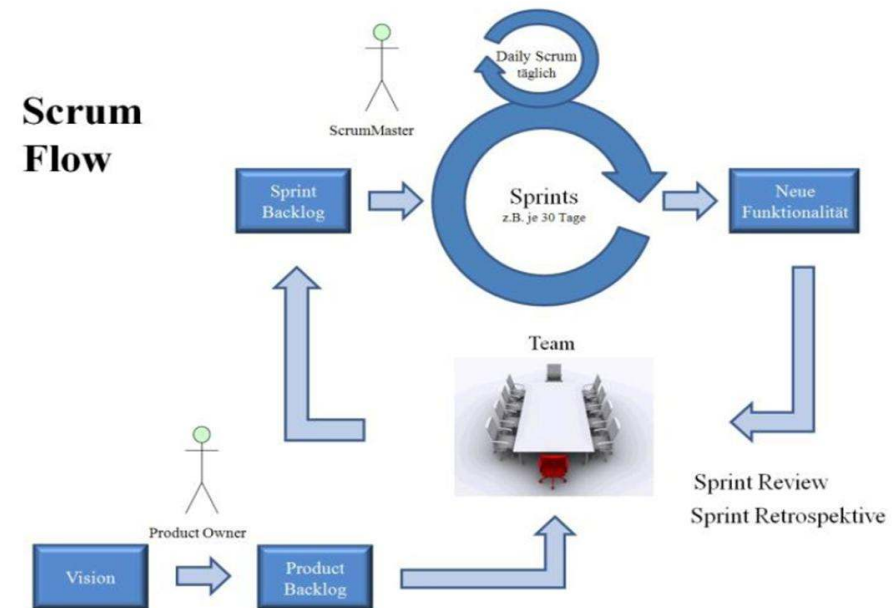 Scrum
Flow
Daily Scrum
täglich
ScrumMaster
Sprint
Backlog
Sprints
z.B. je 30 Tage
Neue
Funktionalität
Team
Sprint Review
Sprint Retrospektive
Product Owner
Vision
Product
Backlog